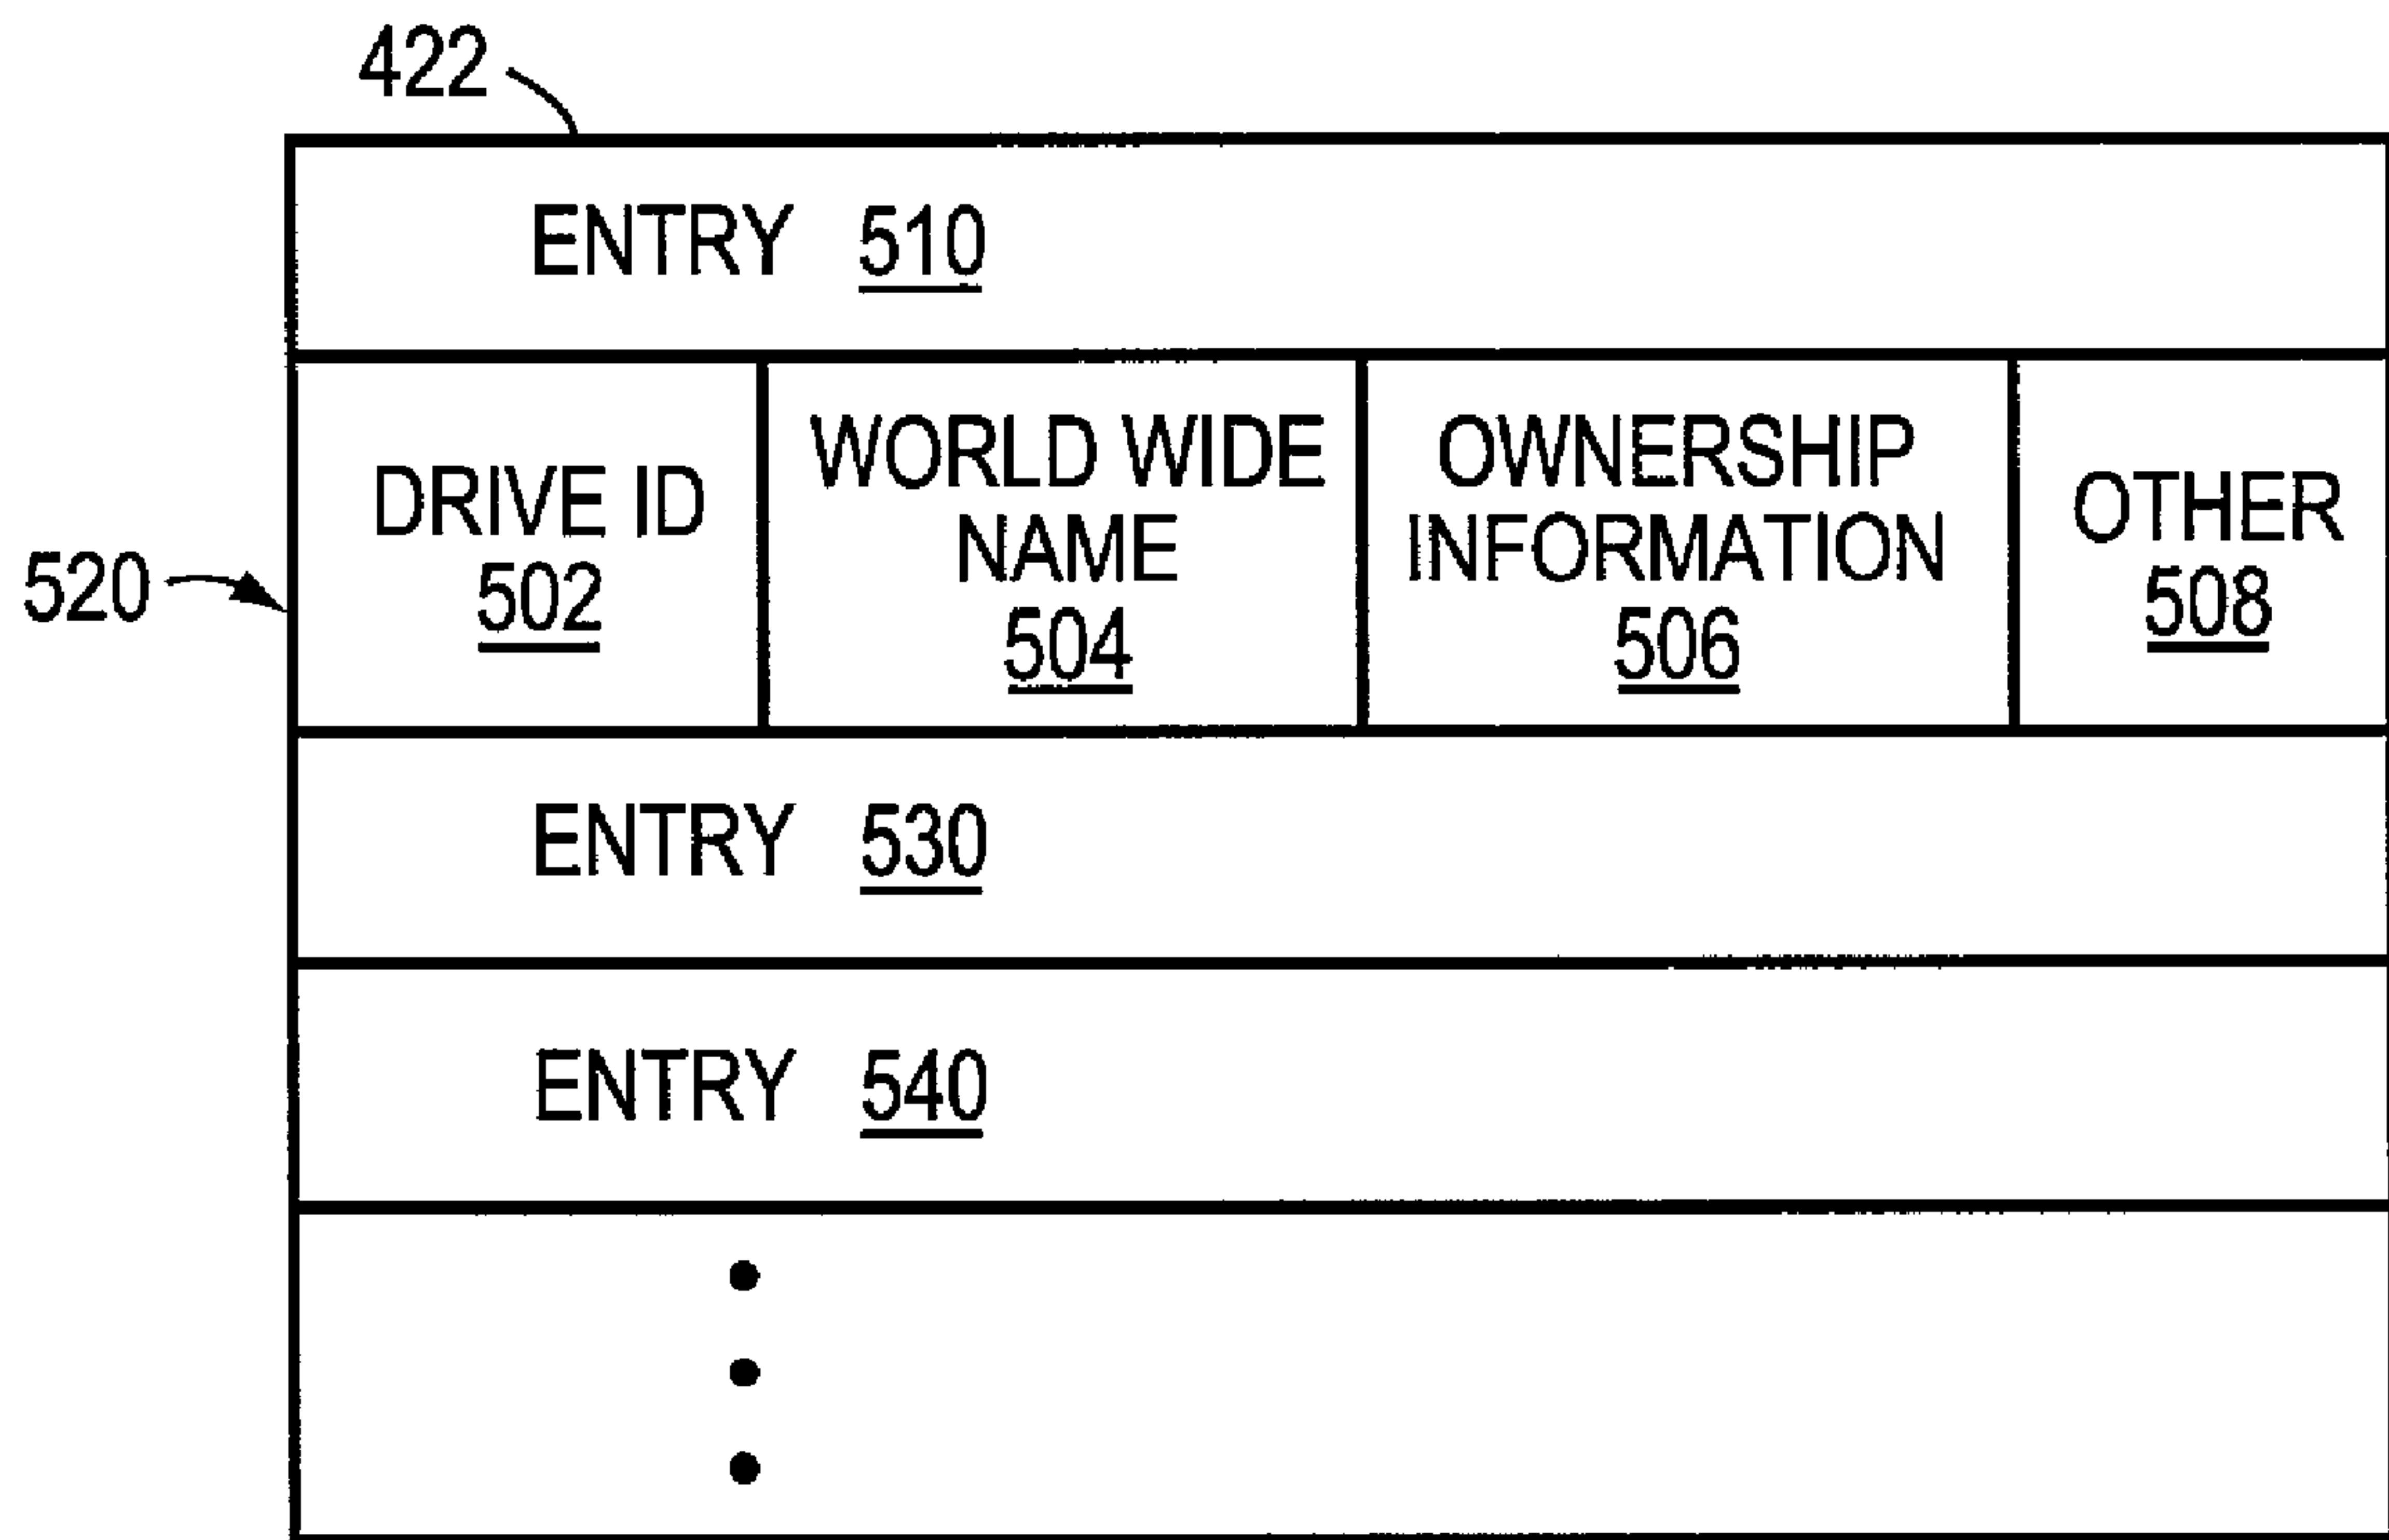 422
ENTRY 510
520
DRIVE ID
502
WORLD WIDE
NAME
504
OWNERSHIP
INFORMATION
506
OTHER
508
ENTRY 530
ENTRY 540